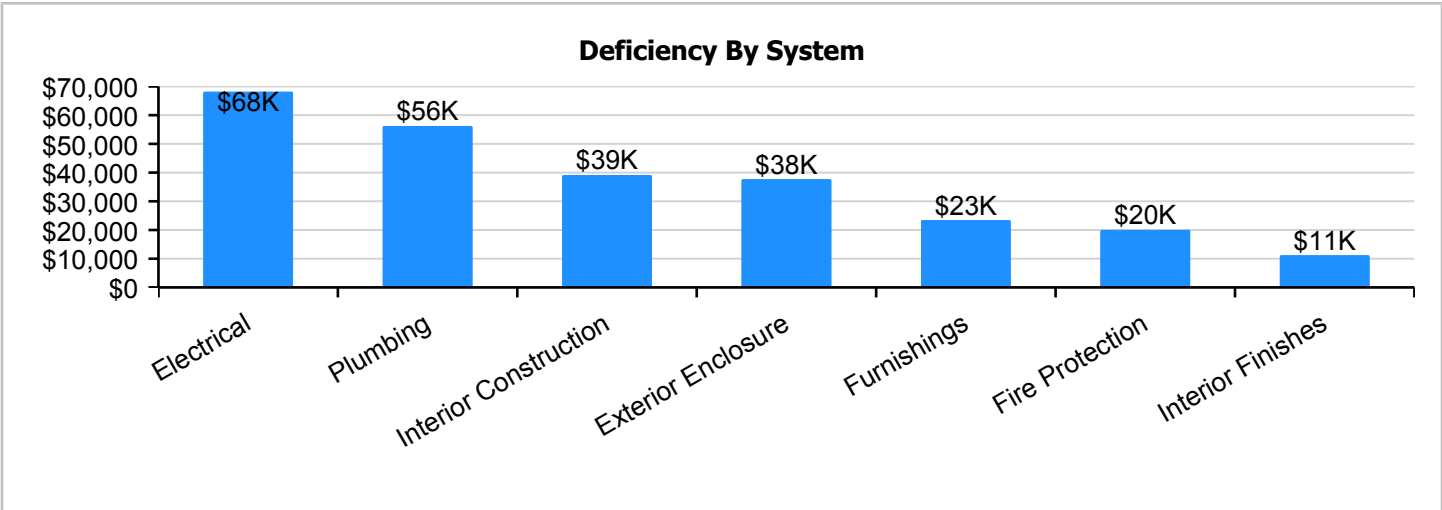 Deficiency By System
$70,000
$60,000
$50,000
$40,000
$30,000
$20,000
$10,000
$0
$68K
$56K
$39K
$38K
$23K
$20K
$11K
Electrical
Plumbing
Interior Construction
Exterior Enclosure
Furnishings
Fire Protection
Interior Finishes